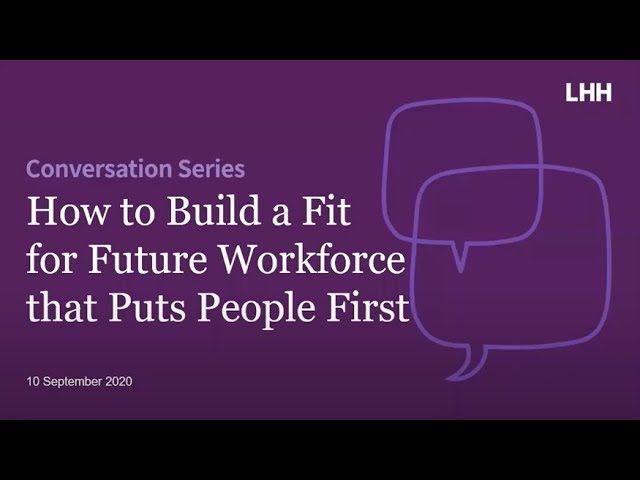 LHH
Conversation Series
How to Build a Fit
for Future Workforce
that Puts People First
10 September 2020